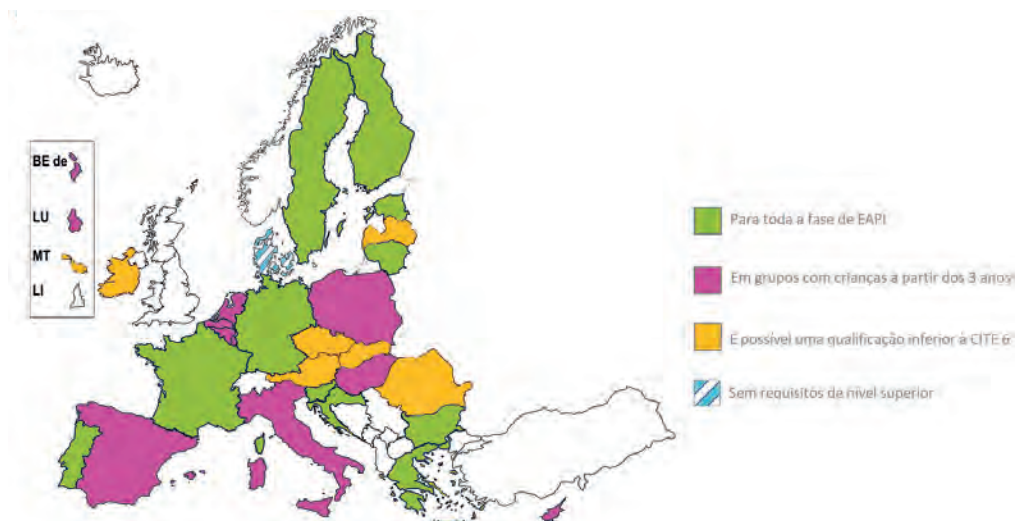 BE de
LU
MT
LI
Para toda a fase de EAPI
Em grupos com crianças a partir dos 3 anos
É possível uma qualificação inferior à CITE 6
Sem requisitos de nível superior